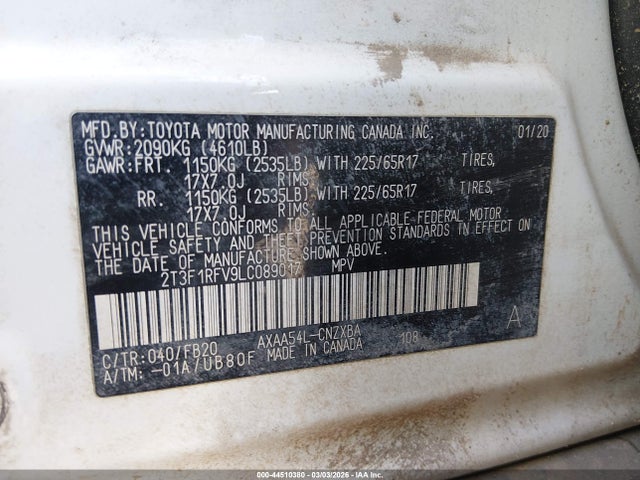 MFD.BY:TOYOTA MOTOR MANUFACTURING CANADA INC. 01/20
GVWR:2090KG (4610LB)
GAWR:FRT. 1150KG (2535LB) WITH 225/65R17 TIRES,
17X7.0J RIMS,
RR. 1150KG (2535LB) WITH 225/65R17 TIRES,
17X7.0J RIMS,
THIS VEHICLE CONFORMS TO ALL APPLICABLE FEDERAL MOTOR
VEHICLE SAFETY AND THEFT PREVENTION STANDARDS IN EFFECT
ON THE DATE OF MANUFACTURE SHOWN ABOVE.
2T3F1RFV9LC089017 MPV
C/TR:040/FB20 AXAA54L-CNZXBA 108 A
A/TM: -01A/UB80F MADE IN CANADA
000-44510380 - 03/03/2026 - IAAI.com